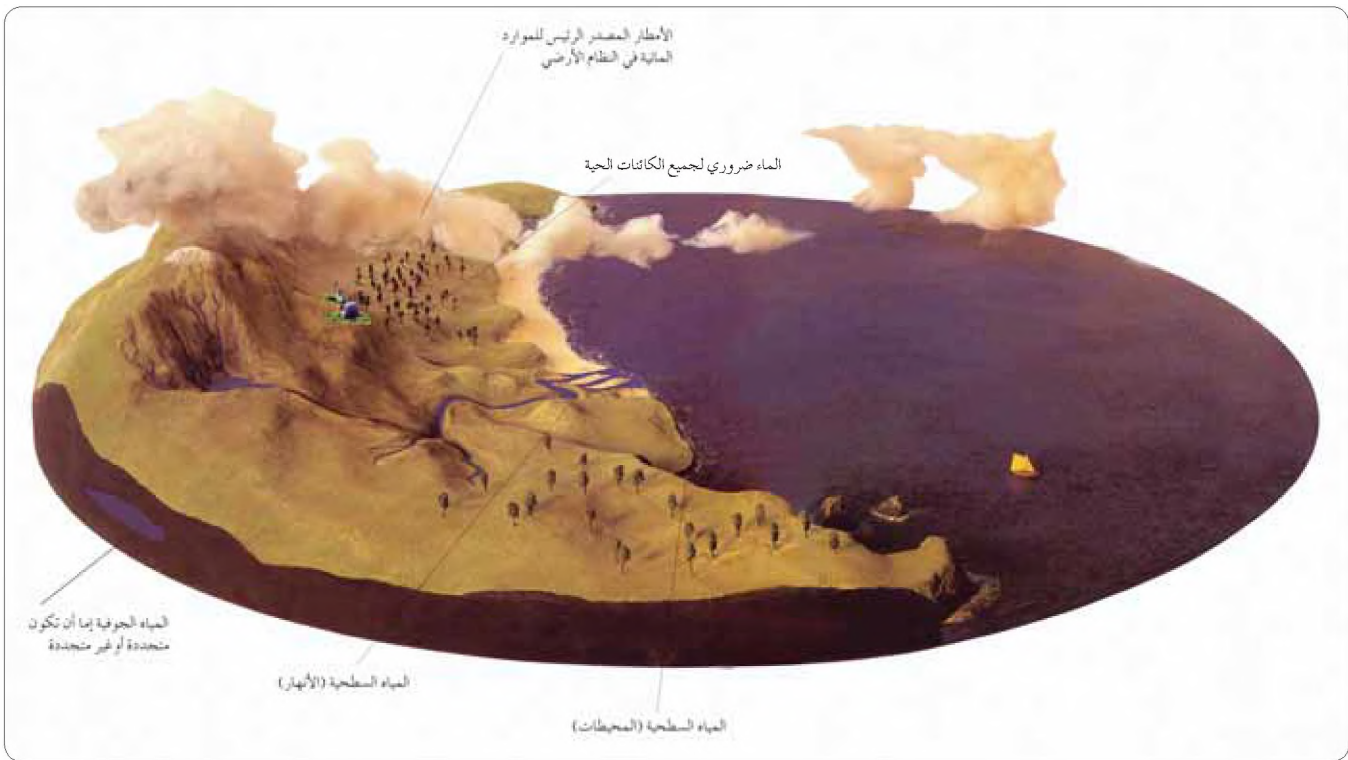 الأمطار المصدر الرئيس للموارد
المائية في النظام الأرضي
الماء ضروري لجميع الكائنات الحية
المياه الجوفية إما أن تكون
متجددة أو غير متجددة
المياه السطحية (الأنهار)
المياه السطحية (المحيطات)